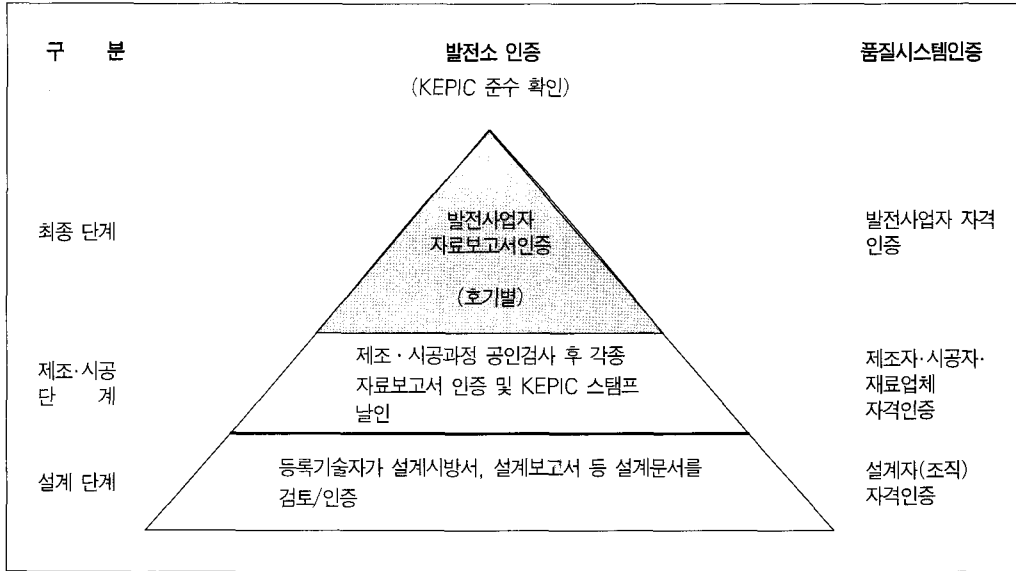 구 분 발전소 인증 품질시스템인증
(KEPIC 준수 확인)
최종 단계
발전사업자
자료보고서인증
(호기별)
발전사업자 자격
인증
제조·시공
단 계
제조·시공과정 공인검사 후 각종
자료보고서 인증 및 KEPIC 스탬프
날인
제조자·시공자·
재료업체
자격인증
설계 단계
등록기술자가 설계시방서, 설계보고서 등 설계문서를
검토/인증
설계자(조직)
자격인증